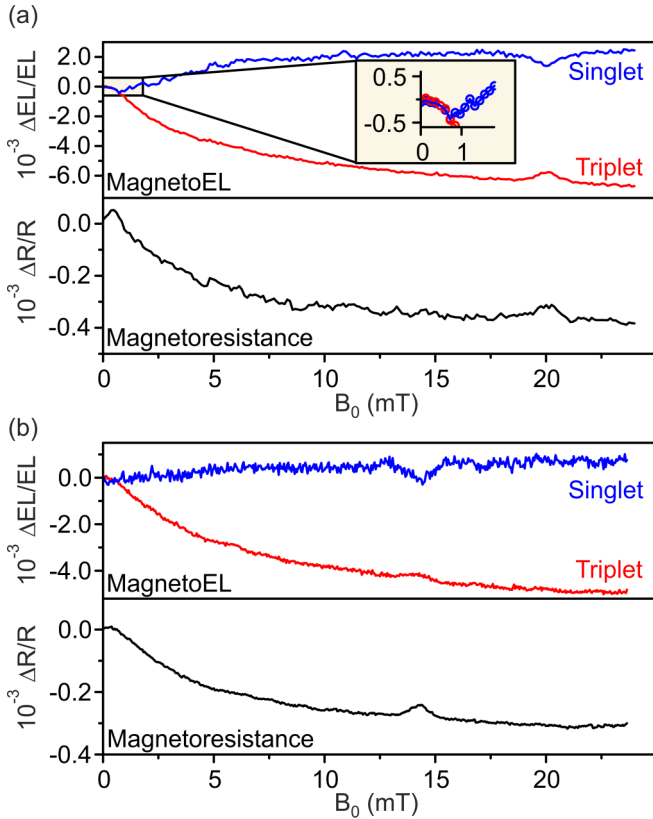 (a)
10⁻³ ΔEL/EL
2.0
0.0
-2.0
-4.0
-6.0
0.5
-0.5
0 1
Singlet
Triplet
MagnetoEL
10⁻³ ΔR/R
0.0
-0.2
-0.4
Magnetoresistance
0 5 10 15 20
B₀ (mT)
(b)
10⁻³ ΔEL/EL
0.0
-2.0
-4.0
Singlet
Triplet
MagnetoEL
10⁻³ ΔR/R
0.0
-0.2
-0.4
Magnetoresistance
0 5 10 15 20
B₀ (mT)